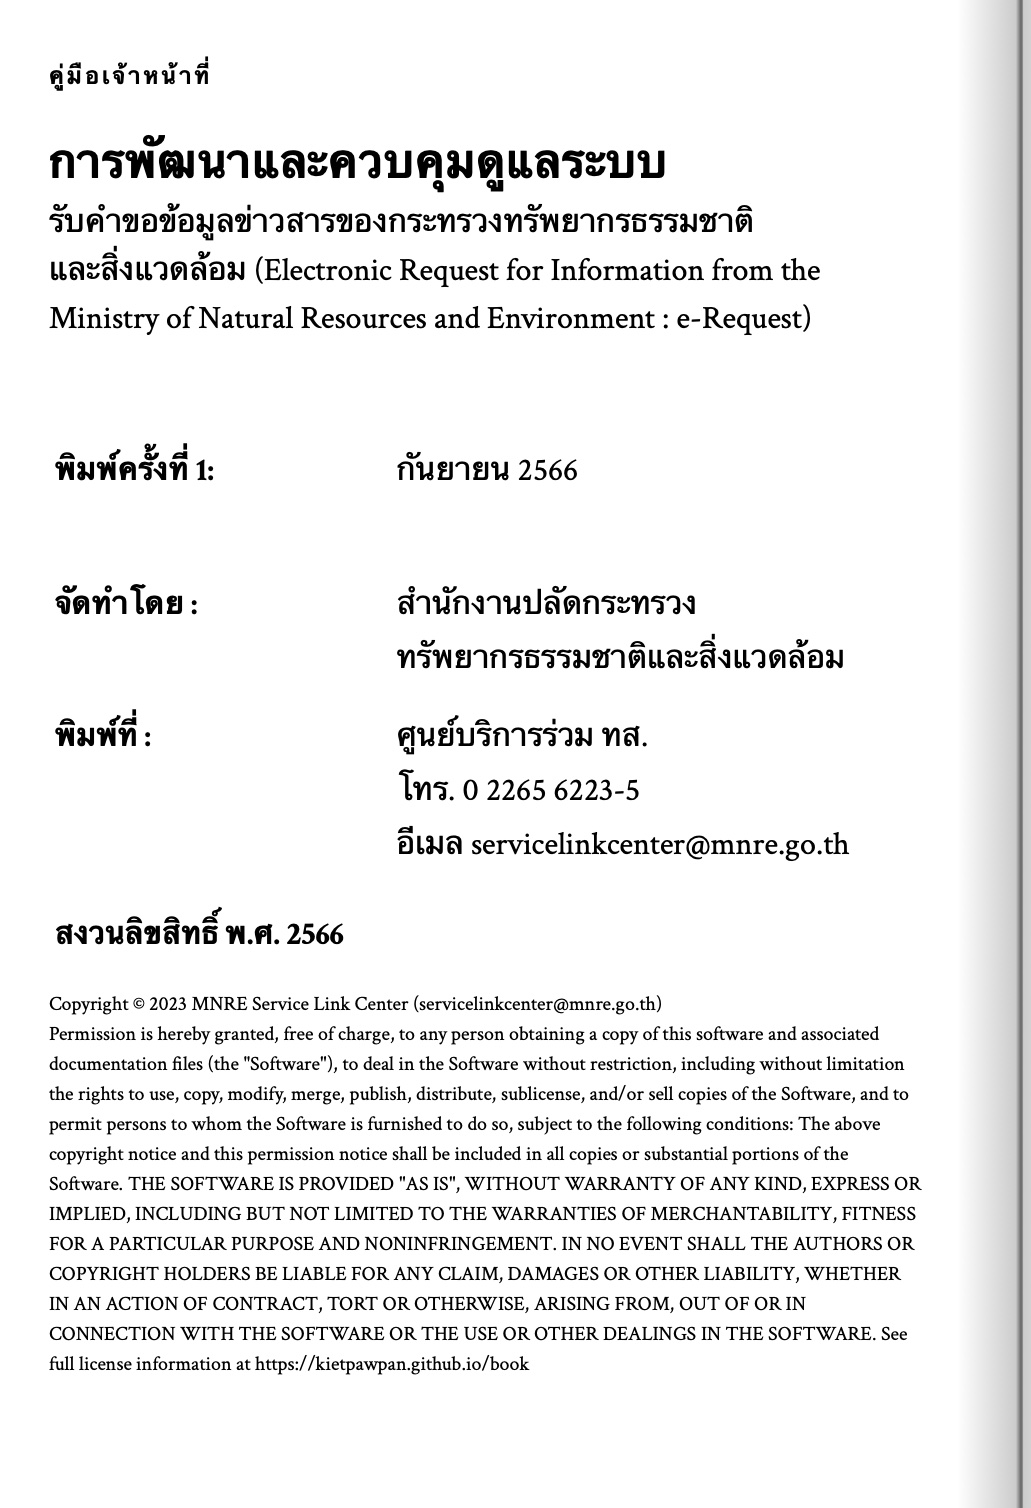 คู่มือเจ้าหน้าที่
การพัฒนาและควบคุมดูแลระบบ
รับคำขอข้อมูลข่าวสารของกระทรวงทรัพยากรธรรมชาติ
และสิ่งแวดล้อม (Electronic Request for Information from the
Ministry of Natural Resources and Environment : e-Request)
พิมพ์ครั้งที่ 1: กันยายน 2566
จัดทำโดย : สำนักงานปลัดกระทรวง
ทรัพยากรธรรมชาติและสิ่งแวดล้อม
พิมพ์ที่ : ศูนย์บริการร่วม ทส.
โทร. 0 2265 6223-5
อีเมล servicelinkcenter@mnre.go.th
สงวนลิขสิทธิ์ พ.ศ. 2566
Copyright © 2023 MNRE Service Link Center (servicelinkcenter@mnre.go.th)
Permission is hereby granted, free of charge, to any person obtaining a copy of this software and associated
documentation files (the "Software"), to deal in the Software without restriction, including without limitation
the rights to use, copy, modify, merge, publish, distribute, sublicense, and/or sell copies of the Software, and to
permit persons to whom the Software is furnished to do so, subject to the following conditions: The above
copyright notice and this permission notice shall be included in all copies or substantial portions of the
Software. THE SOFTWARE IS PROVIDED "AS IS", WITHOUT WARRANTY OF ANY KIND, EXPRESS OR
IMPLIED, INCLUDING BUT NOT LIMITED TO THE WARRANTIES OF MERCHANTABILITY, FITNESS
FOR A PARTICULAR PURPOSE AND NONINFRINGEMENT. IN NO EVENT SHALL THE AUTHORS OR
COPYRIGHT HOLDERS BE LIABLE FOR ANY CLAIM, DAMAGES OR OTHER LIABILITY, WHETHER
IN AN ACTION OF CONTRACT, TORT OR OTHERWISE, ARISING FROM, OUT OF OR IN
CONNECTION WITH THE SOFTWARE OR THE USE OR OTHER DEALINGS IN THE SOFTWARE. See
full license information at https://kietpawpan.github.io/book